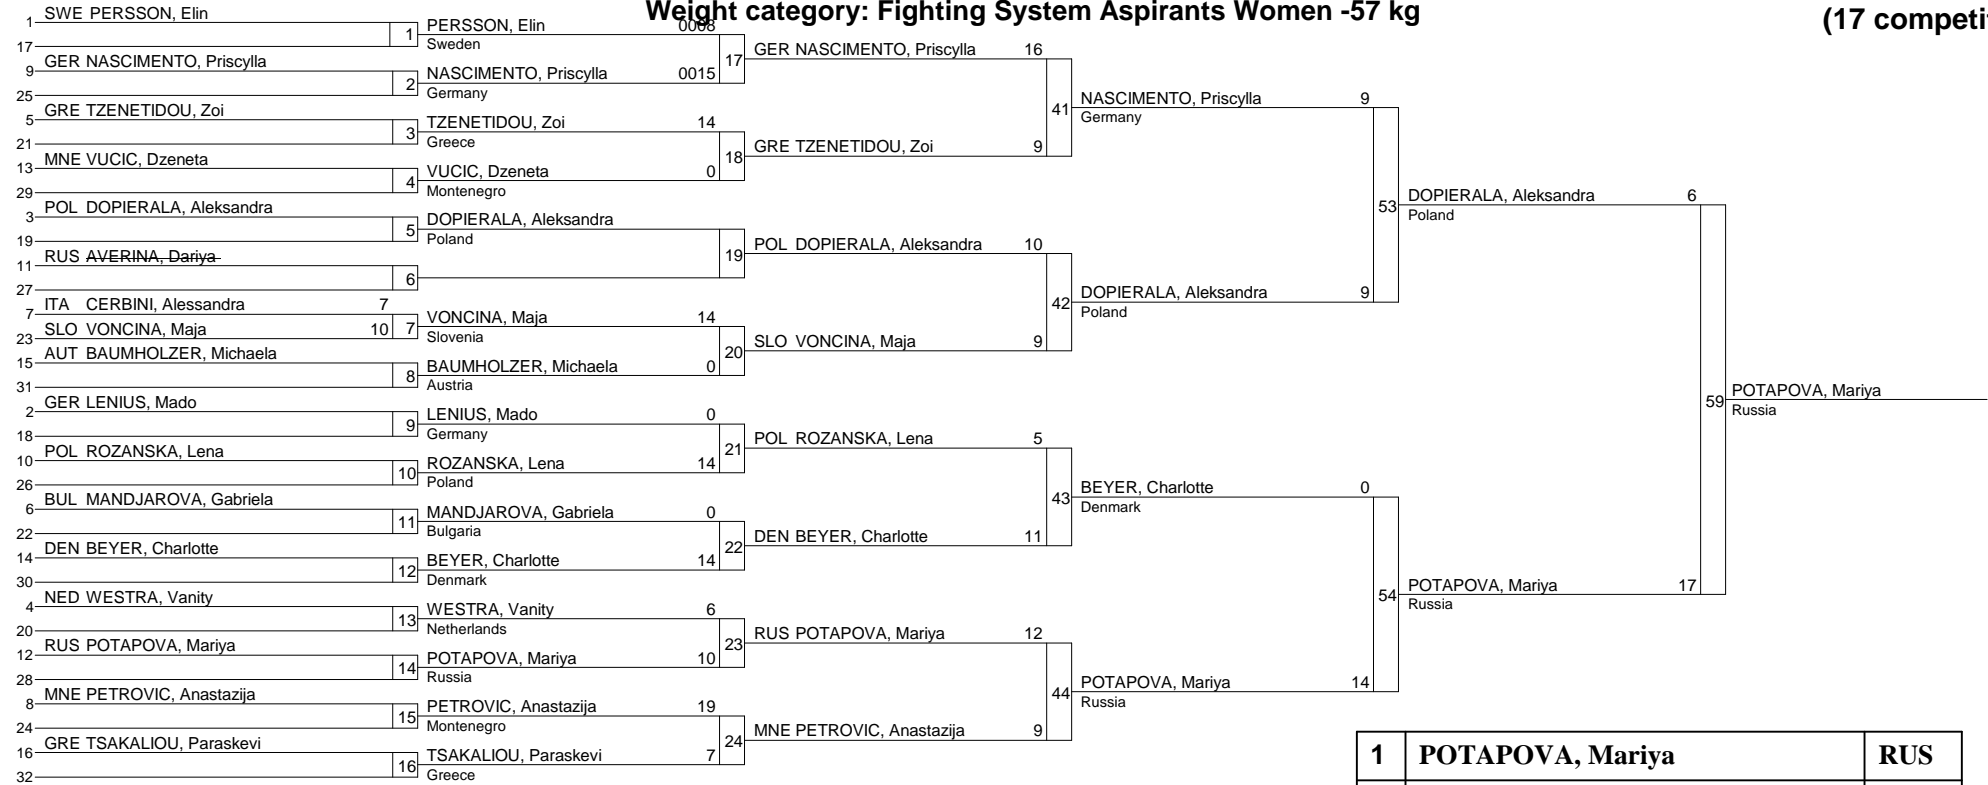 Weight category: Fighting System Aspirants Women -57 kg
(17 competi
1 SWE PERSSON, Elin
17
1
9 GER NASCIMENTO, Priscylla
25
2
5 GRE TZENETIDOU, Zoi
21
3
13 MNE VUCIC, Dzeneta
29
4
3 POL DOPIERALA, Aleksandra
19
5
11 RUS AVERINA, Dariya
27
6
7 ITA CERBINI, Alessandra 7
23 SLO VONCINA, Maja 10
7
15 AUT BAUMHOLZER, Michaela
31
8
2 GER LENIUS, Mado
18
9
10 POL ROZANSKA, Lena
26
10
6 BUL MANDJAROVA, Gabriela
22
11
14 DEN BEYER, Charlotte
30
12
4 NED WESTRA, Vanity
20
13
12 RUS POTAPOVA, Mariya
28
14
8 MNE PETROVIC, Anastazija
24
15
16 GRE TSAKALIOU, Paraskevi
32
16
PERSSON, Elin 0008
Sweden
17
NASCIMENTO, Priscylla 0015
Germany
TZENETIDOU, Zoi 14
Greece
18
VUCIC, Dzeneta 0
Montenegro
DOPIERALA, Aleksandra
Poland
19
VONCINA, Maja 14
Slovenia
20
BAUMHOLZER, Michaela 0
Austria
LENIUS, Mado 0
Germany
21
ROZANSKA, Lena 14
Poland
MANDJAROVA, Gabriela 0
Bulgaria
22
BEYER, Charlotte 14
Denmark
WESTRA, Vanity 6
Netherlands
23
POTAPOVA, Mariya 10
Russia
PETROVIC, Anastazija 19
Montenegro
24
TSAKALIOU, Paraskevi 7
Greece
GER NASCIMENTO, Priscylla 16
41
GRE TZENETIDOU, Zoi 9
POL DOPIERALA, Aleksandra 10
42
SLO VONCINA, Maja 9
POL ROZANSKA, Lena 5
43
DEN BEYER, Charlotte 11
RUS POTAPOVA, Mariya 12
44
MNE PETROVIC, Anastazija 9
NASCIMENTO, Priscylla 9
Germany
53
DOPIERALA, Aleksandra 9
Poland
BEYER, Charlotte 0
Denmark
54
POTAPOVA, Mariya 14
Russia
DOPIERALA, Aleksandra 6
Poland
59
POTAPOVA, Mariya 17
Russia
POTAPOVA, Mariya
Russia
1 POTAPOVA, Mariya RUS